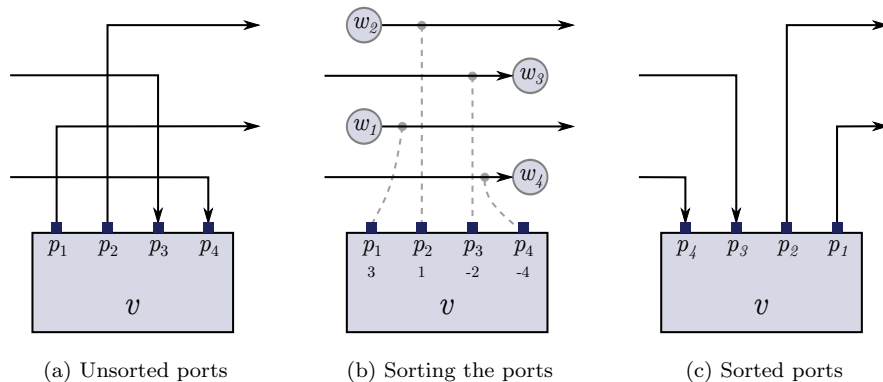 w2
w3
w1
w4
p1 p2 p3 p4
v
(a) Unsorted ports
p1 p2 p3 p4
3 1 -2 -4
v
(b) Sorting the ports
p4 p3 p2 p1
v
(c) Sorted ports